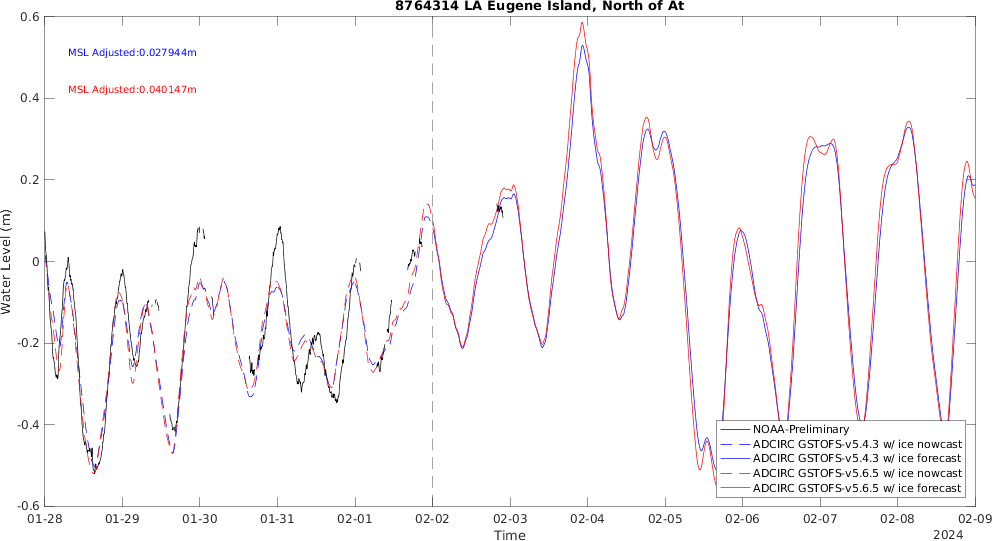 8764314 LA Eugene Island, North of At
MSL Adjusted:0.027944m
MSL Adjusted:0.040147m
Water Level (m)
0.6
0.4
0.2
0
-0.2
-0.4
-0.6
NOAA-Preliminary
ADCIRC GSTOFS-v5.4.3 w/ ice nowcast
ADCIRC GSTOFS-v5.4.3 w/ ice forecast
ADCIRC GSTOFS-v5.6.5 w/ ice nowcast
ADCIRC GSTOFS-v5.6.5 w/ ice forecast
01-28 01-29 01-30 01-31 02-01 02-02 02-03 02-04 02-05 02-06 02-07 02-08 02-09
Time
2024